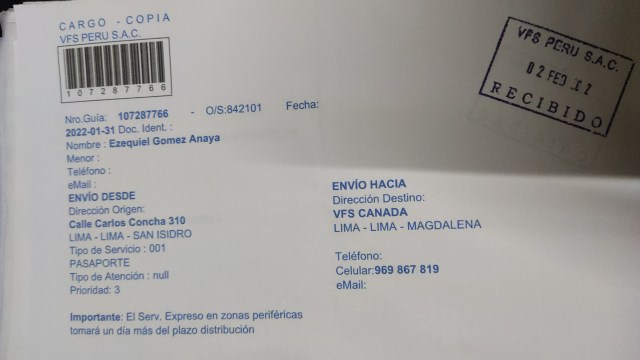 CARGO - COPIA
VFS PERU S.A.C.
107287766
Nro.Guía: 107287766 - O/S:842101 Fecha:
2022-01-31 Doc. Ident. :
Nombre : Ezequiel Gomez Anaya
Menor :
Teléfono :
eMail :
ENVÍO DESDE
Dirección Origen:
Calle Carlos Concha 310
LIMA - LIMA - SAN ISIDRO
Tipo de Servicio : 001
PASAPORTE
Tipo de Atención : null
Prioridad: 3
Importante: El Serv. Expreso en zonas periféricas
tomará un día más del plazo distribución
ENVÍO HACIA
Dirección Destino:
VFS CANADA
LIMA - LIMA - MAGDALENA
Teléfono:
Celular:969 867 819
eMail:
VFS PERU S.A.C.
02 FEB
RECIBIDO